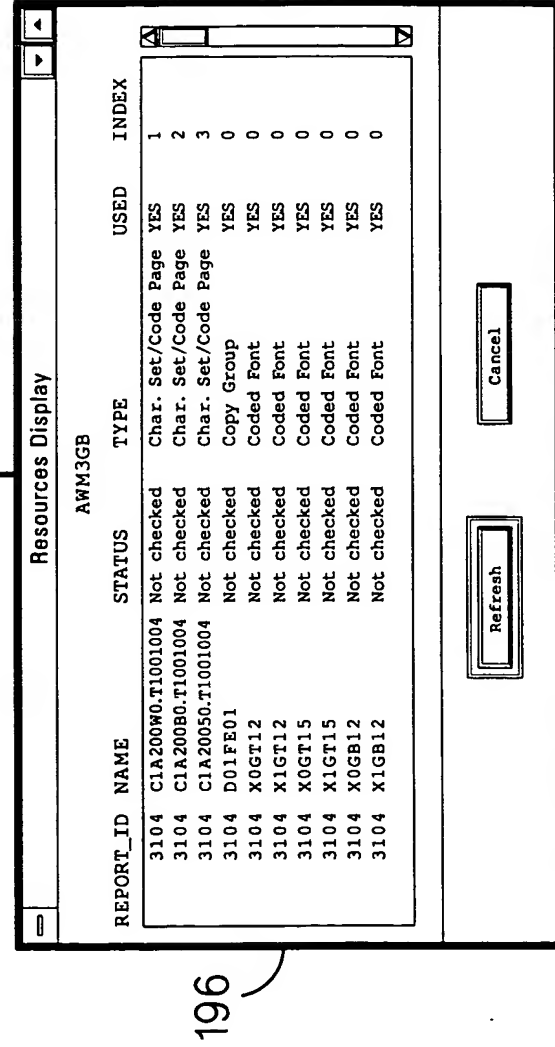 Resources Display
AWM3GB
REPORT_ID NAME STATUS TYPE USED INDEX
3104 C1A200W0.T1001004 Not checked Char. Set/Code Page YES 1
3104 C1A200B0.T1001004 Not checked Char. Set/Code Page YES 2
3104 C1A20050.T1001004 Not checked Char. Set/Code Page YES 3
3104 D01FE01 Not checked Copy Group YES 0
3104 X0GT12 Not checked Coded Font YES 0
3104 X1GT12 Not checked Coded Font YES 0
3104 X0GT15 Not checked Coded Font YES 0
3104 X1GT15 Not checked Coded Font YES 0
3104 X0GB12 Not checked Coded Font YES 0
3104 X1GB12 Not checked Coded Font YES 0
Refresh Cancel
196